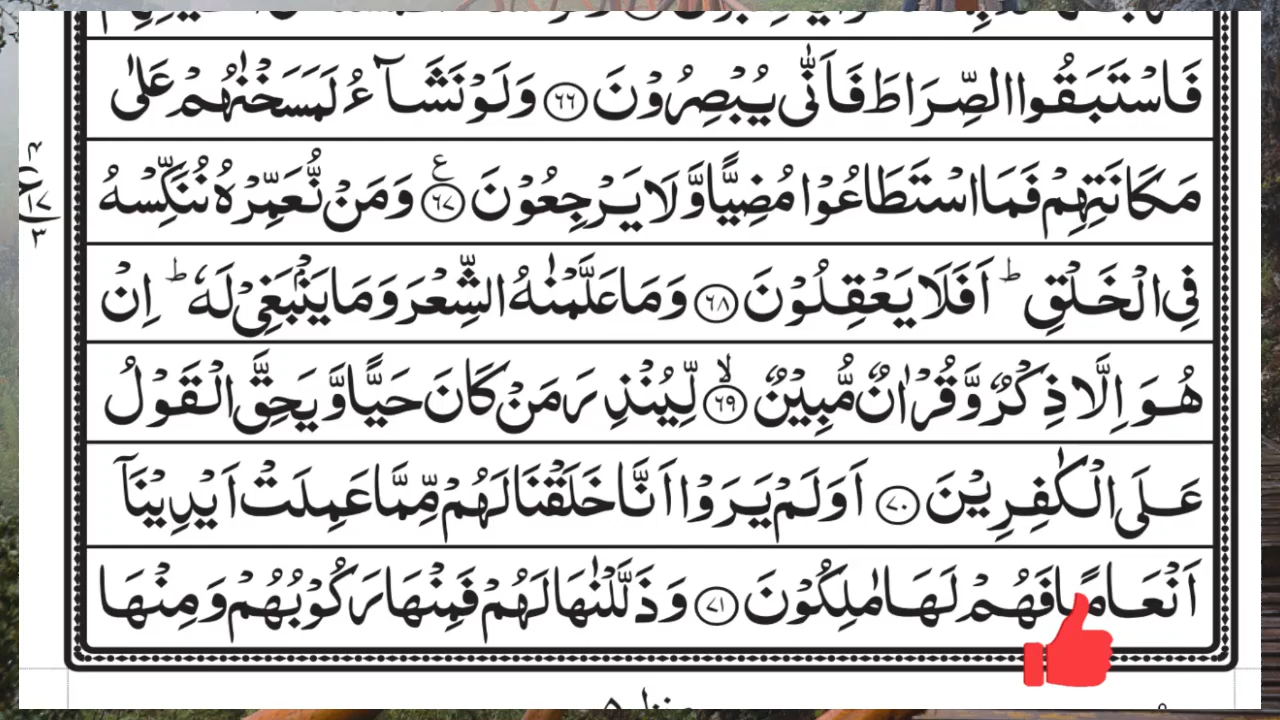 فَاسْتَبَقُوا الصِّرَاطَ فَاَنّٰى يُبْصِرُوْنَ ﴿٦٦﴾ وَلَوْ نَشَآءُ لَمَسَخْنٰهُمْ عَلٰى
مَكَانَتِهِمْ فَمَا اسْتَطَاعُوْا مُضِيًّا وَّلَا يَرْجِعُوْنَ ﴿٦٧﴾ ع وَمَنْ نُّعَمِّرْهُ نُنَكِّسْهُ
فِى الْخَلْقِ ؕ اَفَلَا يَعْقِلُوْنَ ﴿٦٨﴾ وَمَا عَلَّمْنٰهُ الشِّعْرَ وَمَا يَنْۢبَغِىْ لَهٗ ؕ اِنْ
هُوَ اِلَّا ذِكْرٌ وَّقُرْاٰنٌ مُّبِيْنٌ ۙ﴿٦٩﴾ لِّيُنْذِرَ مَنْ كَانَ حَيًّا وَّيَحِقَّ الْقَوْلُ
عَلَى الْكٰفِرِيْنَ ﴿٧٠﴾ اَوَلَمْ يَرَوْا اَنَّا خَلَقْنَا لَهُمْ مِّمَّا عَمِلَتْ اَيْدِيْنَاۤ
اَنْعَامًا فَهُمْ لَهَا مٰلِكُوْنَ ﴿٧١﴾ وَذَلَّلْنٰهَا لَهُمْ فَمِنْهَا رَكُوْبُهُمْ وَمِنْهَا